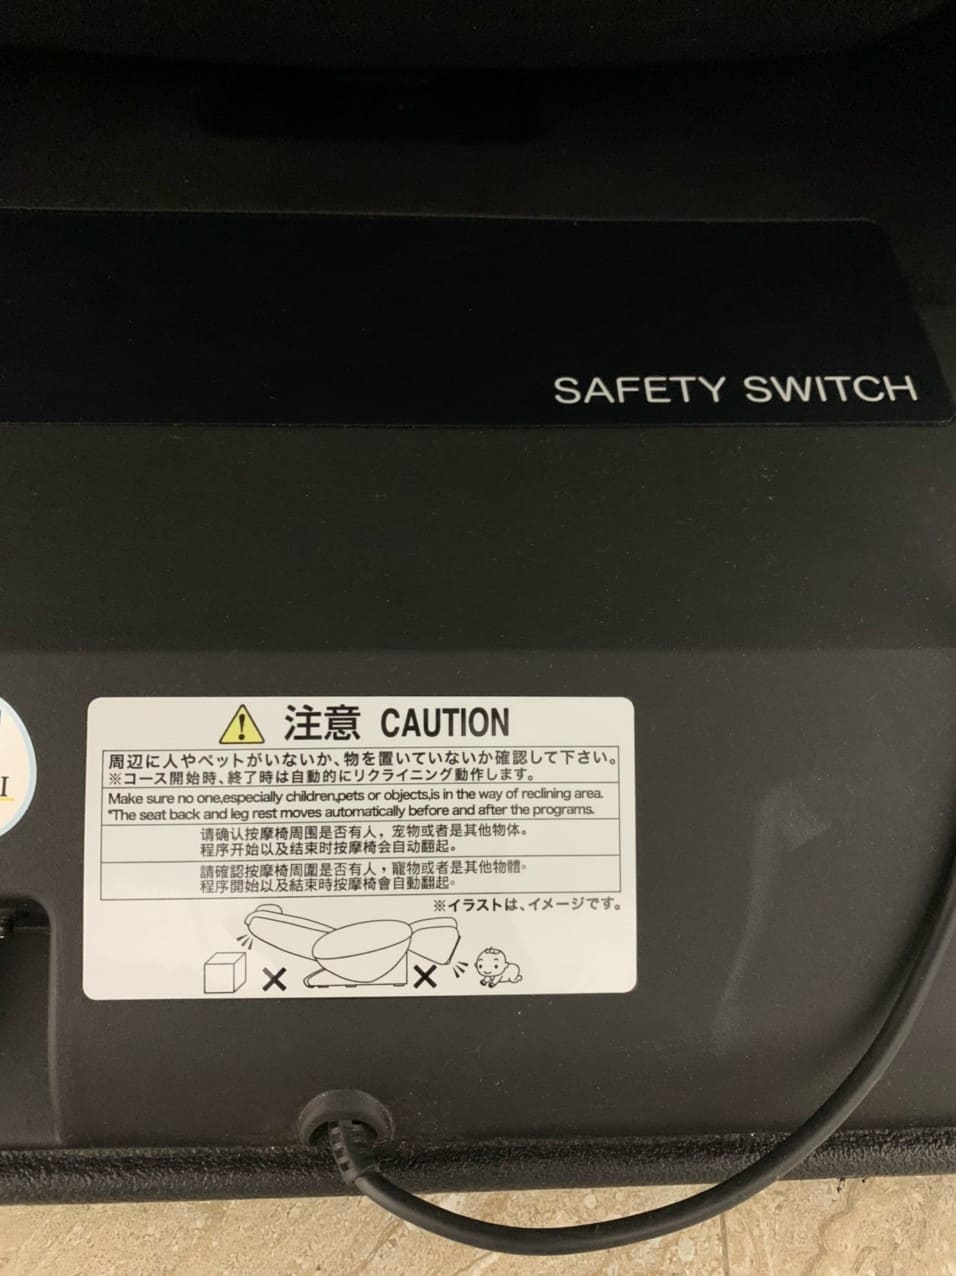 SAFETY SWITCH
I
注意 CAUTION
周辺に人やペットがいないか、物を置いていないか確認して下さい。
※コース開始時、終了時は自動的にリクライニング動作します。
Make sure no one,especially children,pets or objects,is in the way of reclining area.
*The seat back and leg rest moves automatically before and after the programs.
请确认按摩椅周围是否有人，宠物或者是其他物体。
程序开始以及结束时按摩椅会自动翻起。
請確認按摩椅周圍是否有人，寵物或者是其他物體。
程序開始以及結束時按摩椅會自動翻起。
※イラストは、イメージです。